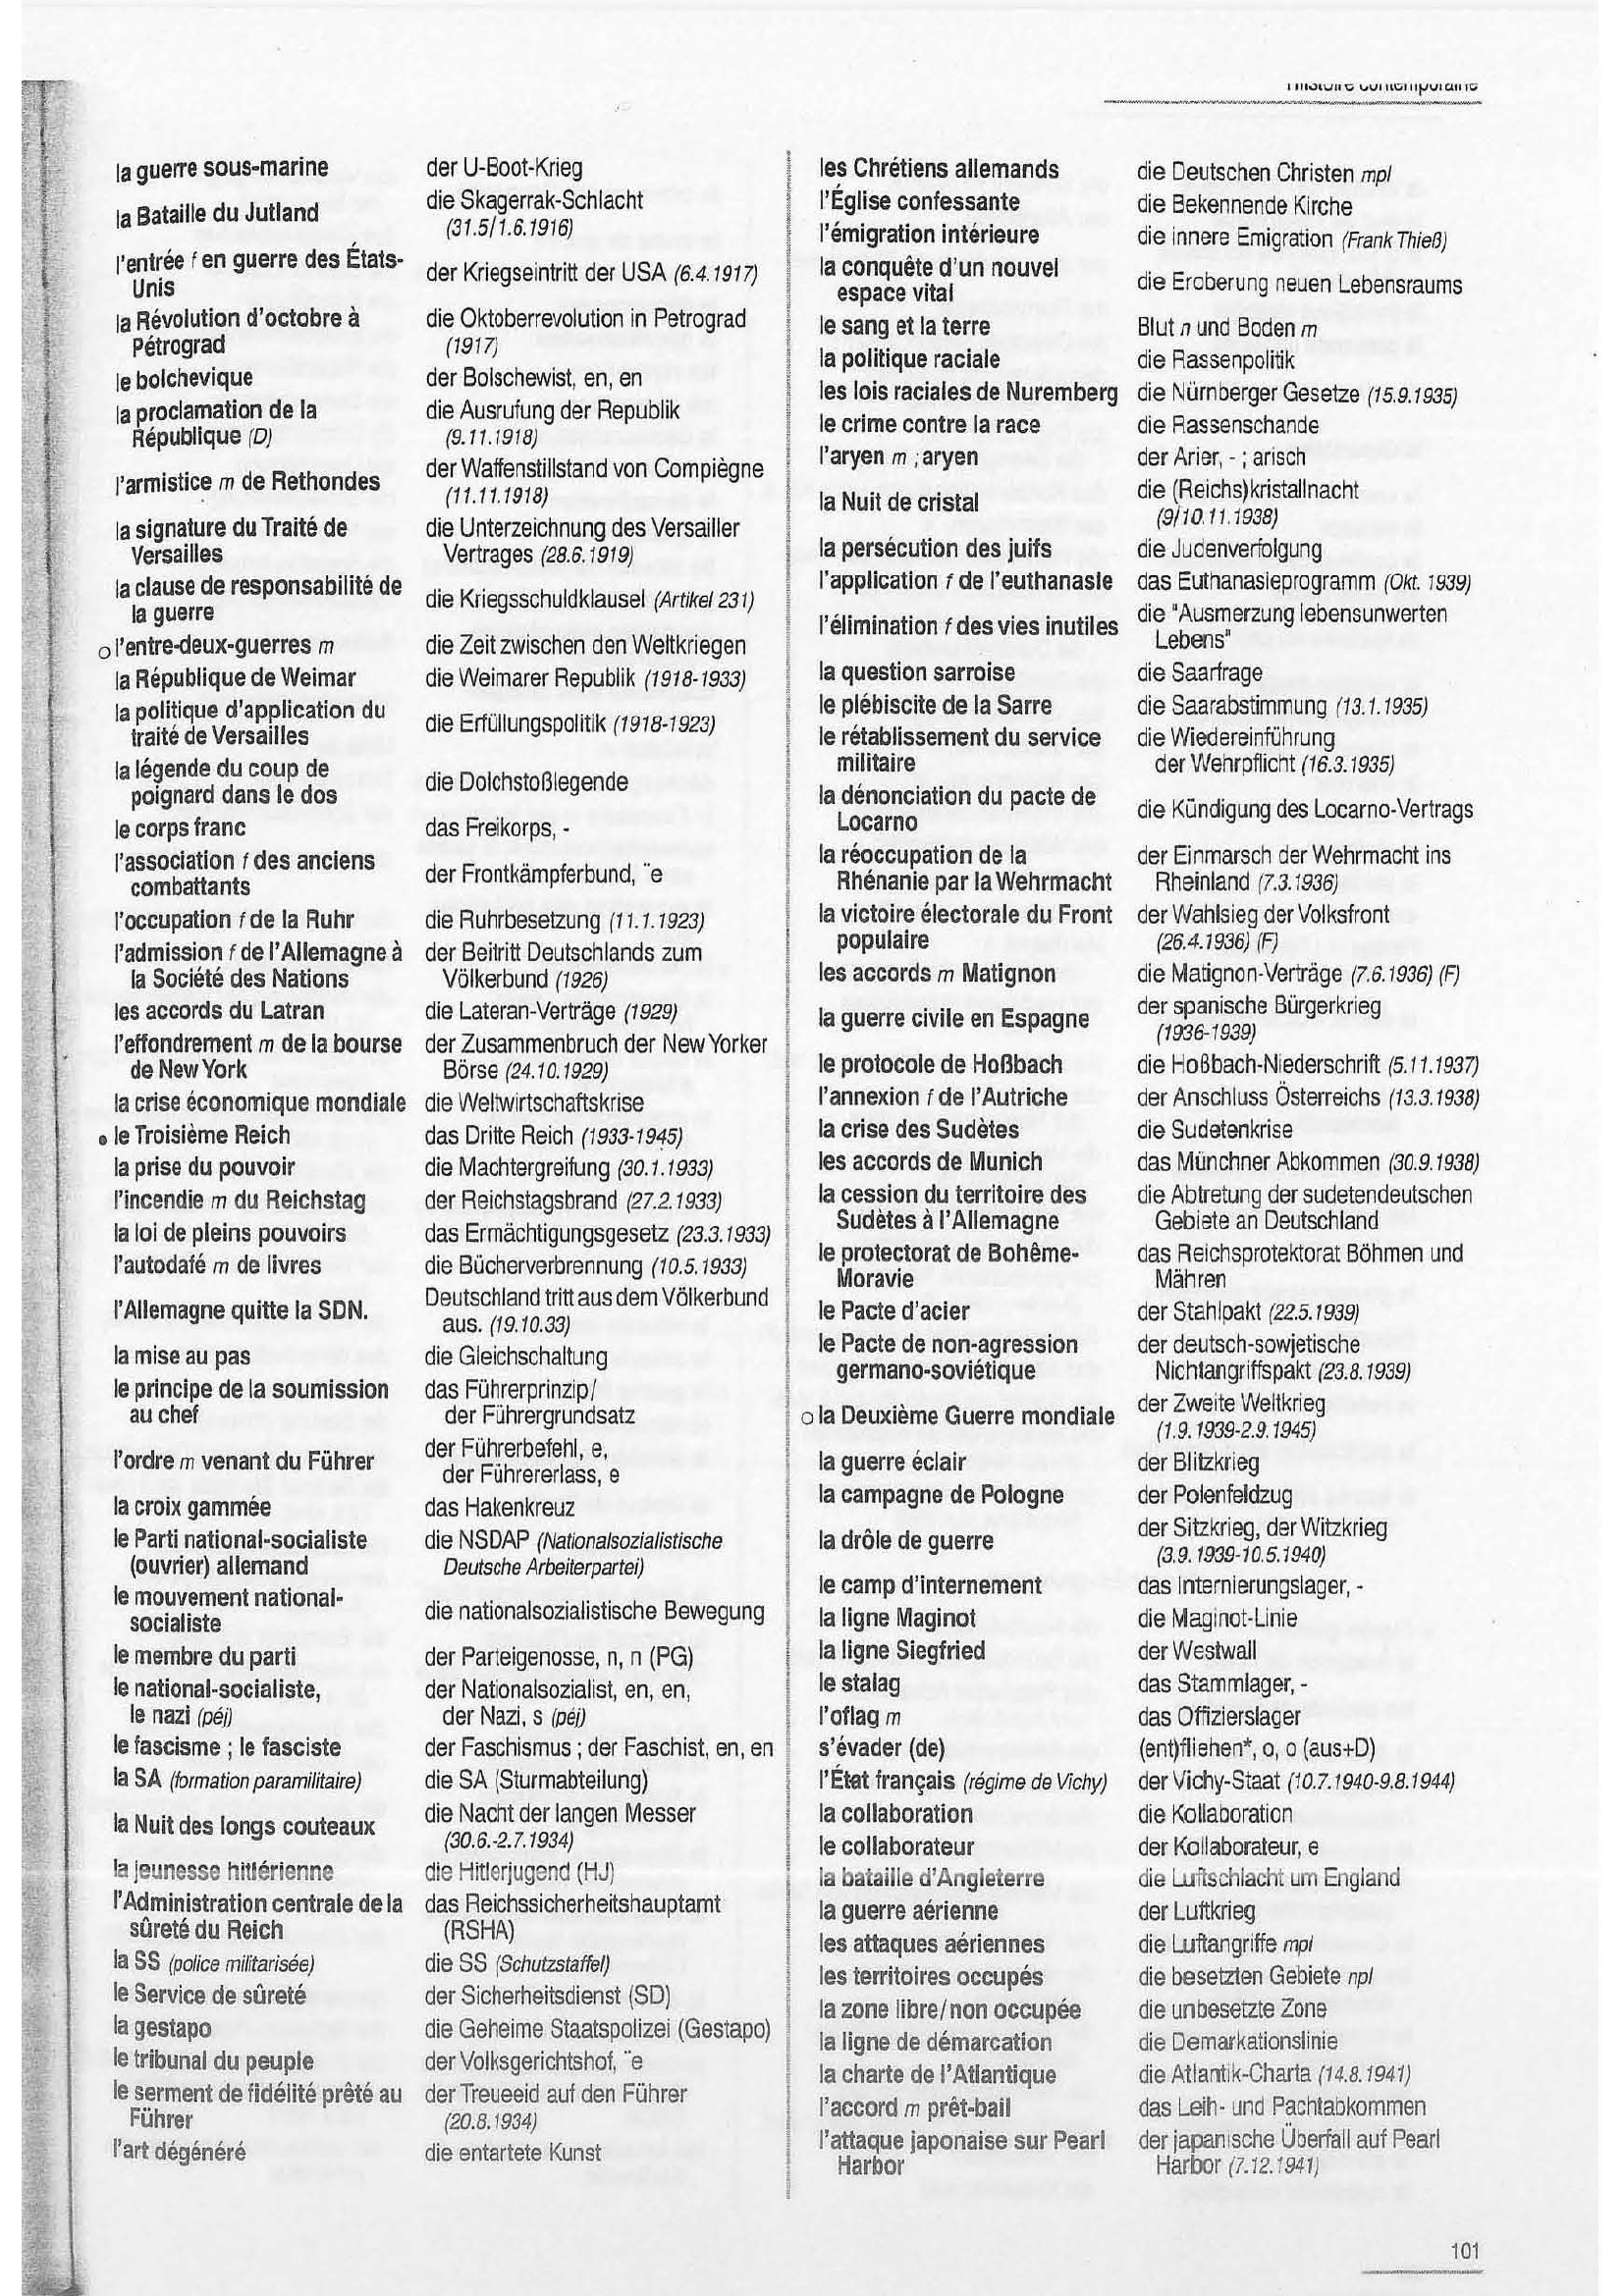 la guerre sous-marine der U-Boot-Krieg
la Bataille du Jutland die Skagerrak-Schlacht
(31.5/1.6.1916)
l'entrée f en guerre des États-
Unis der Kriegseintritt der USA (6.4.1917)
la Révolution d'octobre à die Oktoberrevolution in Petrograd
Pétrograd (1917)
le bolchevique der Bolschewist, en, en
la proclamation de la die Ausrufung der Republik
République (D) (9.11.1918)
l'armistice m de Rethondes der Waffenstillstand von Compiègne
(11.11.1918)
la signature du Traité de die Unterzeichnung des Versailler
Versailles Vertrages (28.6.1919)
la clause de responsabilité de
la guerre die Kriegsschuldklausel (Artikel 231)
o l'entre-deux-guerres m die Zeit zwischen den Weltkriegen
la République de Weimar die Weimarer Republik (1918-1933)
la politique d'application du
traité de Versailles die Erfüllungspolitik (1918-1923)
la légende du coup de
poignard dans le dos die Dolchstoßlegende
le corps franc das Freikorps, -
l'association f des anciens
combattants der Frontkämpferbund, ¨e
l'occupation f de la Ruhr die Ruhrbesetzung (11.1.1923)
l'admission f de l'Allemagne à der Beitritt Deutschlands zum
la Société des Nations Völkerbund (1926)
les accords du Latran die Lateran-Verträge (1929)
l'effondrement m de la bourse der Zusammenbruch der New Yorker
de New York Börse (24.10.1929)
la crise économique mondiale die Weltwirtschaftskrise
• le Troisième Reich das Dritte Reich (1933-1945)
la prise du pouvoir die Machtergreifung (30.1.1933)
l'incendie m du Reichstag der Reichstagsbrand (27.2.1933)
la loi de pleins pouvoirs das Ermächtigungsgesetz (23.3.1933)
l'autodafé m de livres die Bücherverbrennung (10.5.1933)
l'Allemagne quitte la SDN. Deutschland tritt aus dem Völkerbund
aus. (19.10.33)
la mise au pas die Gleichschaltung
le principe de la soumission das Führerprinzip/
au chef der Führergrundsatz
l'ordre m venant du Führer der Führerbefehl, e,
der Führererlass, e
la croix gammée das Hakenkreuz
le Parti national-socialiste die NSDAP (Nationalsozialistische
(ouvrier) allemand Deutsche Arbeiterpartei)
le mouvement national-
socialiste die nationalsozialistische Bewegung
le membre du parti der Parteigenosse, n, n (PG)
le national-socialiste, der Nationalsozialist, en, en,
le nazi (péj) der Nazi, s (péj)
le fascisme ; le fasciste der Faschismus ; der Faschist, en, en
la SA (formation paramilitaire) die SA (Sturmabteilung)
la Nuit des longs couteaux die Nacht der langen Messer
(30.6.-2.7.1934)
la jeunesse hitlérienne die Hitlerjugend (HJ)
l'Administration centrale de la das Reichssicherheitshauptamt
sûreté du Reich (RSHA)
la SS (police militarisée) die SS (Schutzstaffel)
le Service de sûreté der Sicherheitsdienst (SD)
la gestapo die Geheime Staatspolizei (Gestapo)
le tribunal du peuple der Volksgerichtshof, ¨e
le serment de fidélité prêté au der Treueeid auf den Führer
Führer (20.8.1934)
l'art dégénéré die entartete Kunst
les Chrétiens allemands die Deutschen Christen mpl
l'Église confessante die Bekennende Kirche
l'émigration intérieure die innere Emigration (Frank Thieß)
la conquête d'un nouvel
espace vital die Eroberung neuen Lebensraums
le sang et la terre Blut n und Boden m
la politique raciale die Rassenpolitik
les lois raciales de Nuremberg die Nürnberger Gesetze (15.9.1935)
le crime contre la race die Rassenschande
l'aryen m ; aryen der Arier, - ; arisch
la Nuit de cristal die (Reichs)kristallnacht
(9/10.11.1938)
la persécution des juifs die Judenverfolgung
l'application f de l'euthanasie das Euthanasieprogramm (Okt. 1939)
l'élimination f des vies inutiles die "Ausmerzung lebensunwerten
Lebens"
la question sarroise die Saarfrage
le plébiscite de la Sarre die Saarabstimmung (13.1.1935)
le rétablissement du service die Wiedereinführung
militaire der Wehrpflicht (16.3.1935)
la dénonciation du pacte de
Locarno die Kündigung des Locarno-Vertrags
la réoccupation de la der Einmarsch der Wehrmacht ins
Rhénanie par la Wehrmacht Rheinland (7.3.1936)
la victoire électorale du Front der Wahlsieg der Volksfront
populaire (26.4.1936) (F)
les accords m Matignon die Matignon-Verträge (7.6.1936) (F)
la guerre civile en Espagne der spanische Bürgerkrieg
(1936-1939)
le protocole de Hoßbach die Hoßbach-Niederschrift (5.11.1937)
l'annexion f de l'Autriche der Anschluss Österreichs (13.3.1938)
la crise des Sudètes die Sudetenkrise
les accords de Munich das Münchner Abkommen (30.9.1938)
la cession du territoire des die Abtretung der sudetendeutschen
Sudètes à l'Allemagne Gebiete an Deutschland
le protectorat de Bohême- das Reichsprotektorat Böhmen und
Moravie Mähren
le Pacte d'acier der Stahlpakt (22.5.1939)
le Pacte de non-agression der deutsch-sowjetische
germano-soviétique Nichtangriffspakt (23.8.1939)
o la Deuxième Guerre mondiale der Zweite Weltkrieg
(1.9.1939-2.9.1945)
la guerre éclair der Blitzkrieg
la campagne de Pologne der Polenfeldzug
la drôle de guerre der Sitzkrieg, der Witzkrieg
(3.9.1939-10.5.1940)
le camp d'internement das Internierungslager, -
la ligne Maginot die Maginot-Linie
la ligne Siegfried der Westwall
le stalag das Stammlager, -
l'oflag m das Offizierslager
s'évader (de) (ent)fliehen*, o, o (aus+D)
l'État français (régime de Vichy) der Vichy-Staat (10.7.1940-9.8.1944)
la collaboration die Kollaboration
le collaborateur der Kollaborateur, e
la bataille d'Angleterre die Luftschlacht um England
la guerre aérienne der Luftkrieg
les attaques aériennes die Luftangriffe mpl
les territoires occupés die besetzten Gebiete npl
la zone libre/non occupée die unbesetzte Zone
la ligne de démarcation die Demarkationslinie
la charte de l'Atlantique die Atlantik-Charta (14.8.1941)
l'accord m prêt-bail das Leih- und Pachtabkommen
l'attaque japonaise sur Pearl der japanische Überfall auf Pearl
Harbor Harbor (7.12.1941)
101